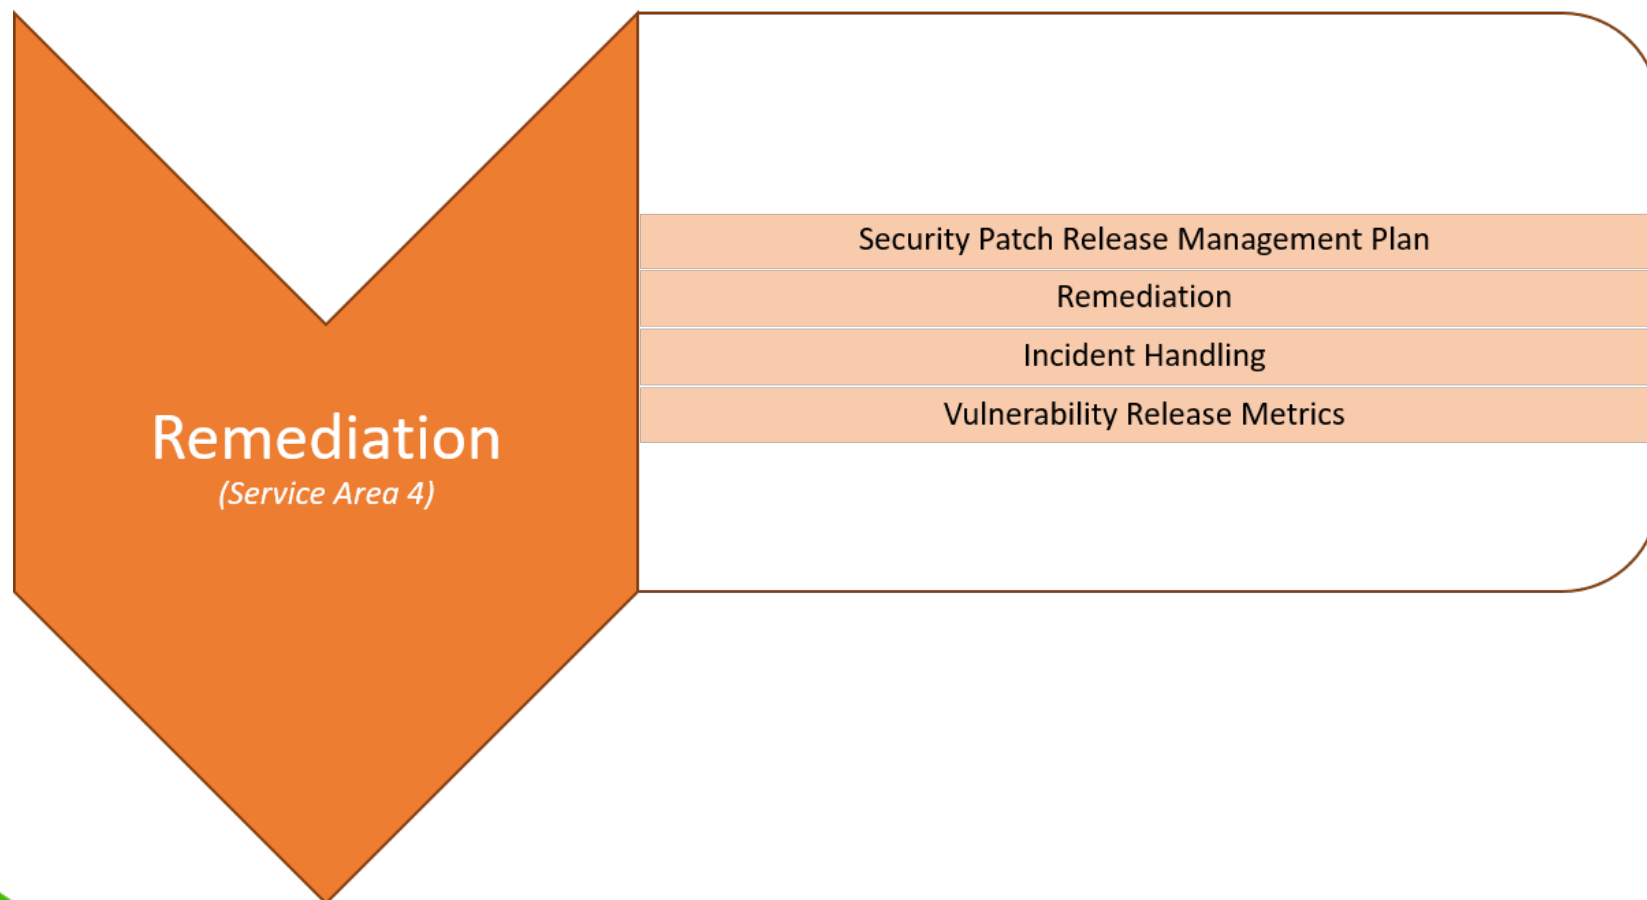 Remediation
(Service Area 4)
Security Patch Release Management Plan
Remediation
Incident Handling
Vulnerability Release Metrics